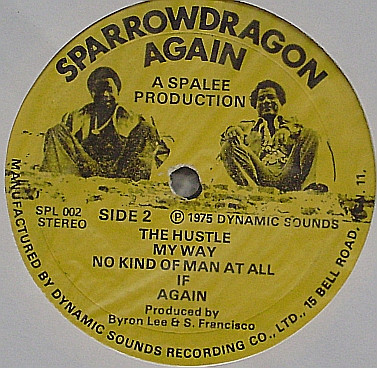 SPARROWDRAGON
AGAIN
A SPALEE
PRODUCTION
SPL 002
STEREO
SIDE 2
℗ 1975 DYNAMIC SOUNDS
THE HUSTLE
MY WAY
NO KIND OF MAN AT ALL
IF
AGAIN
Produced by
Byron Lee & S. Francisco
MANUFACTURED BY DYNAMIC SOUNDS RECORDING CO., LTD., 15 BELL ROAD, 11.